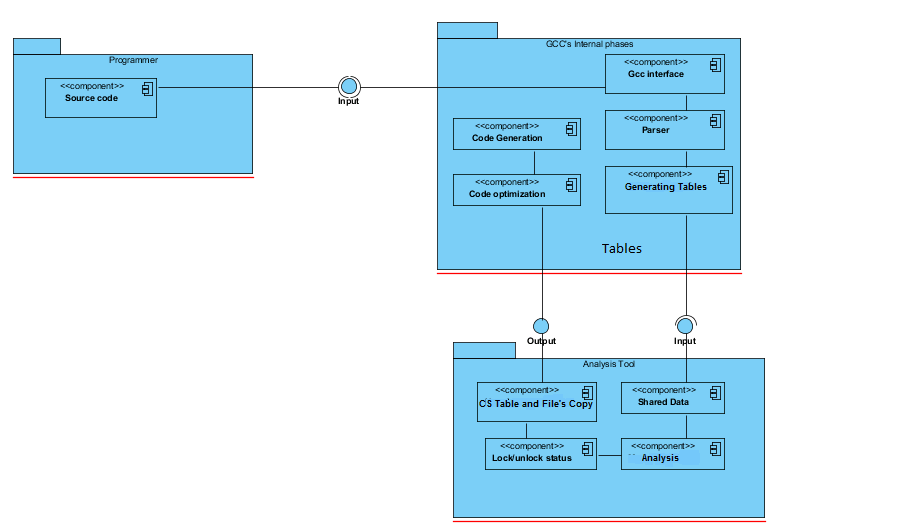 Programmer
<<component>>
Source code
Input
GCC's Internal phases
<<component>>
Gcc interface
<<component>>
Code Generation
<<component>>
Parser
<<component>>
Code optimization
<<component>>
Generating Tables
Tables
Output
Input
Analysis Tool
<<component>>
CS Table and File's Copy
<<component>>
Shared Data
<<component>>
Lock/unlock status
<<component>>
Analysis